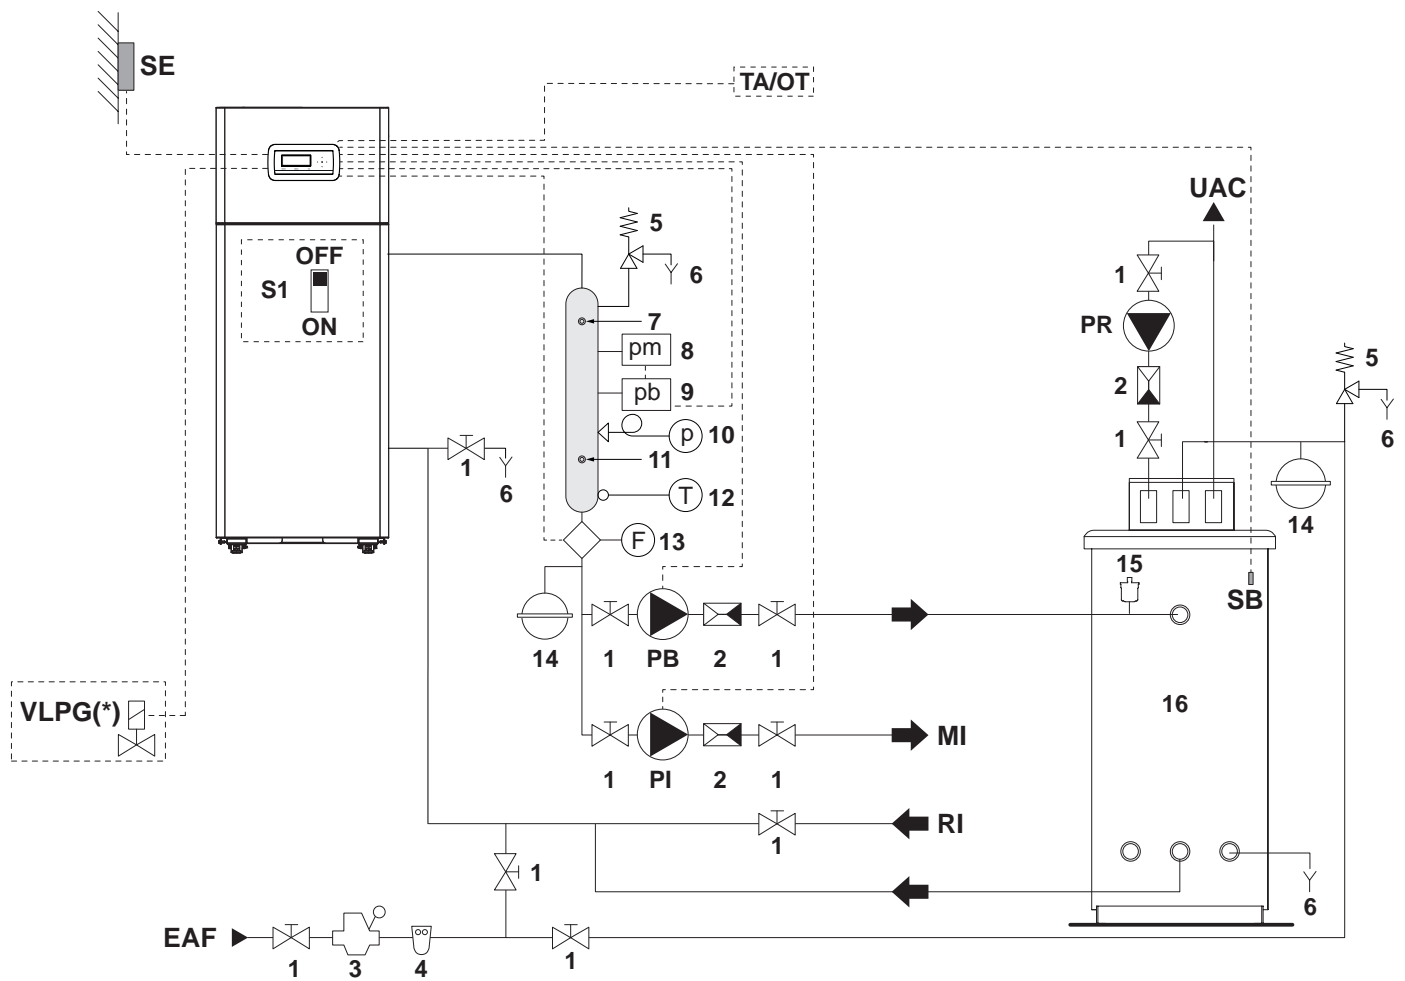 SE
TA/OT
UAC
OFF
S1
ON
5
6
7
pm 8
pb 9
p 10
11
T 12
F 13
1
6
1
PR
2
1
5
6
14
15
SB
14
1 PB 2 1
16
VLPG(*)
MI
1 PI 2 1
RI
1
1
6
EAF
1 3 4 1